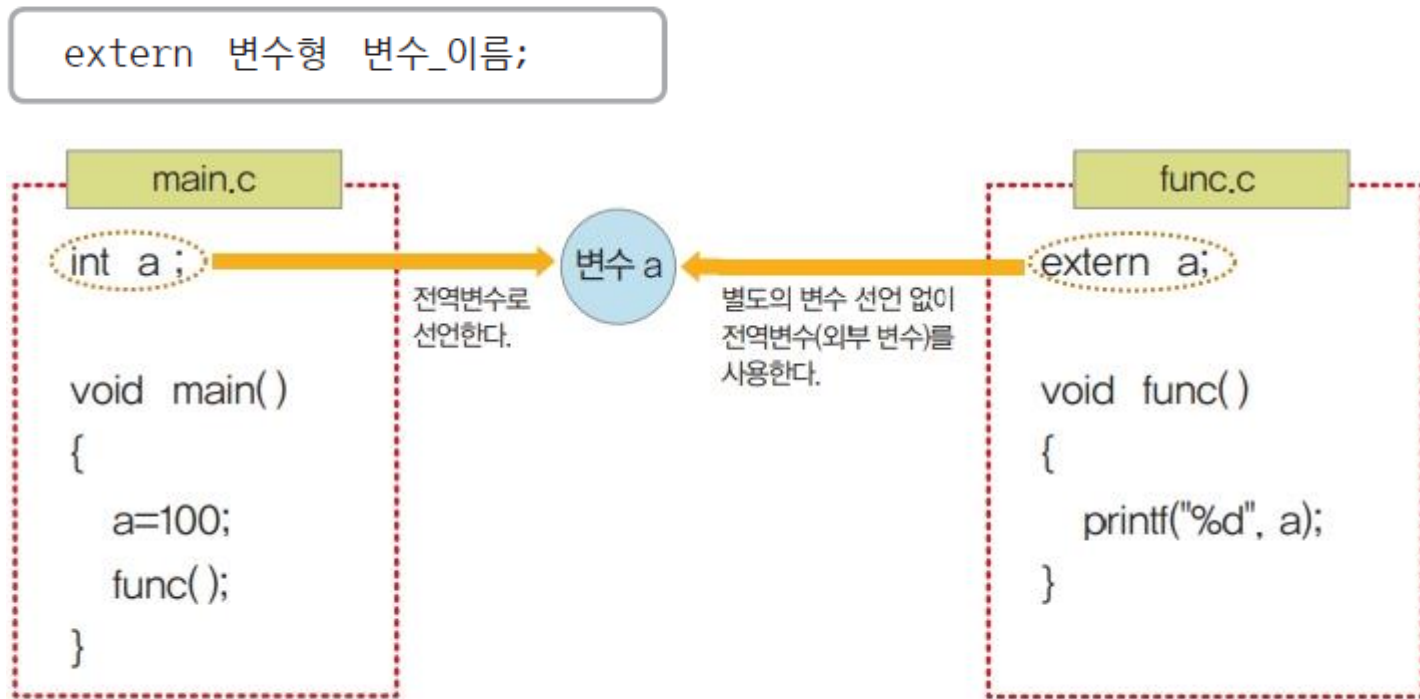 extern 변수형 변수_이름;
main.c
int a ;
void main( )
{
a=100;
func( );
}
전역변수로
선언한다.
변수 a
별도의 변수 선언 없이
전역변수(외부 변수)를
사용한다.
func.c
extern a;
void func( )
{
printf("%d", a);
}